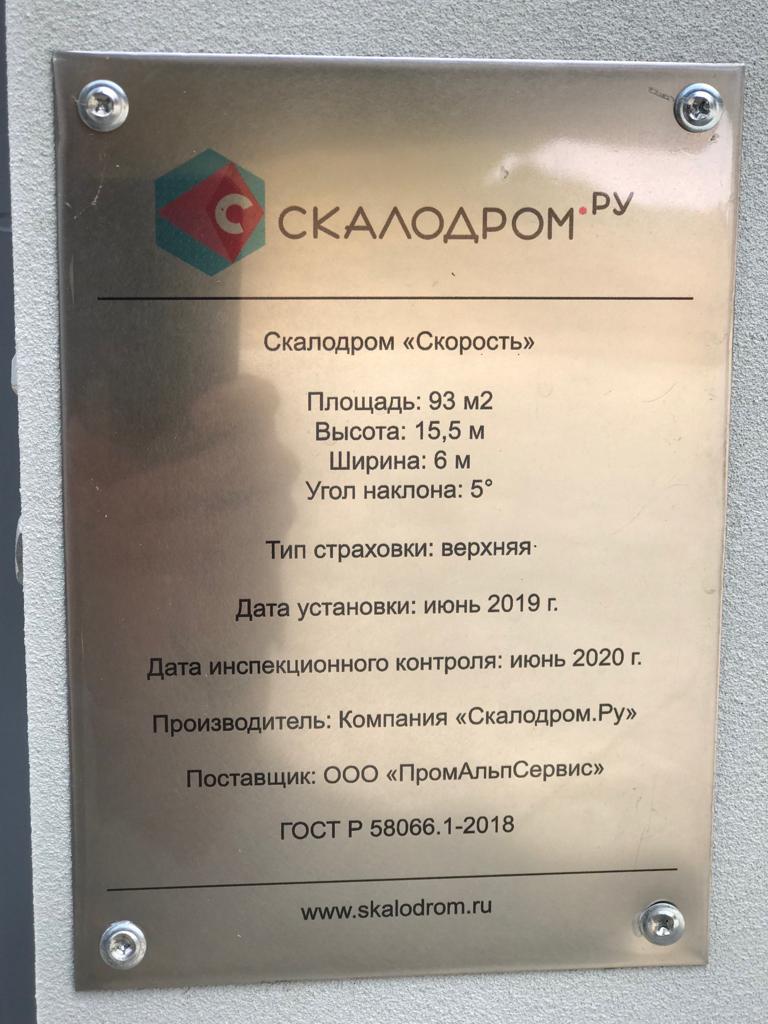 С СКАЛОДРОМ.РУ
Скалодром «Скорость»
Площадь: 93 м2
Высота: 15,5 м
Ширина: 6 м
Угол наклона: 5°
Тип страховки: верхняя
Дата установки: июнь 2019 г.
Дата инспекционного контроля: июнь 2020 г.
Производитель: Компания «Скалодром.Ру»
Поставщик: ООО «ПромАльпСервис»
ГОСТ Р 58066.1-2018
www.skalodrom.ru